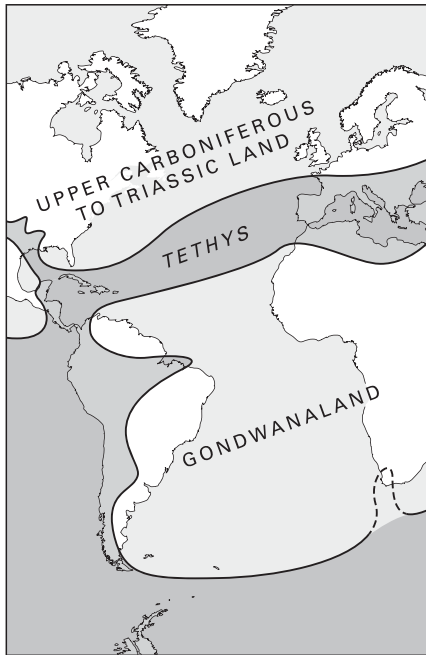 UPPER CARBONIFEROUS
TO TRIASSIC LAND
TETHYS
GONDWANALAND